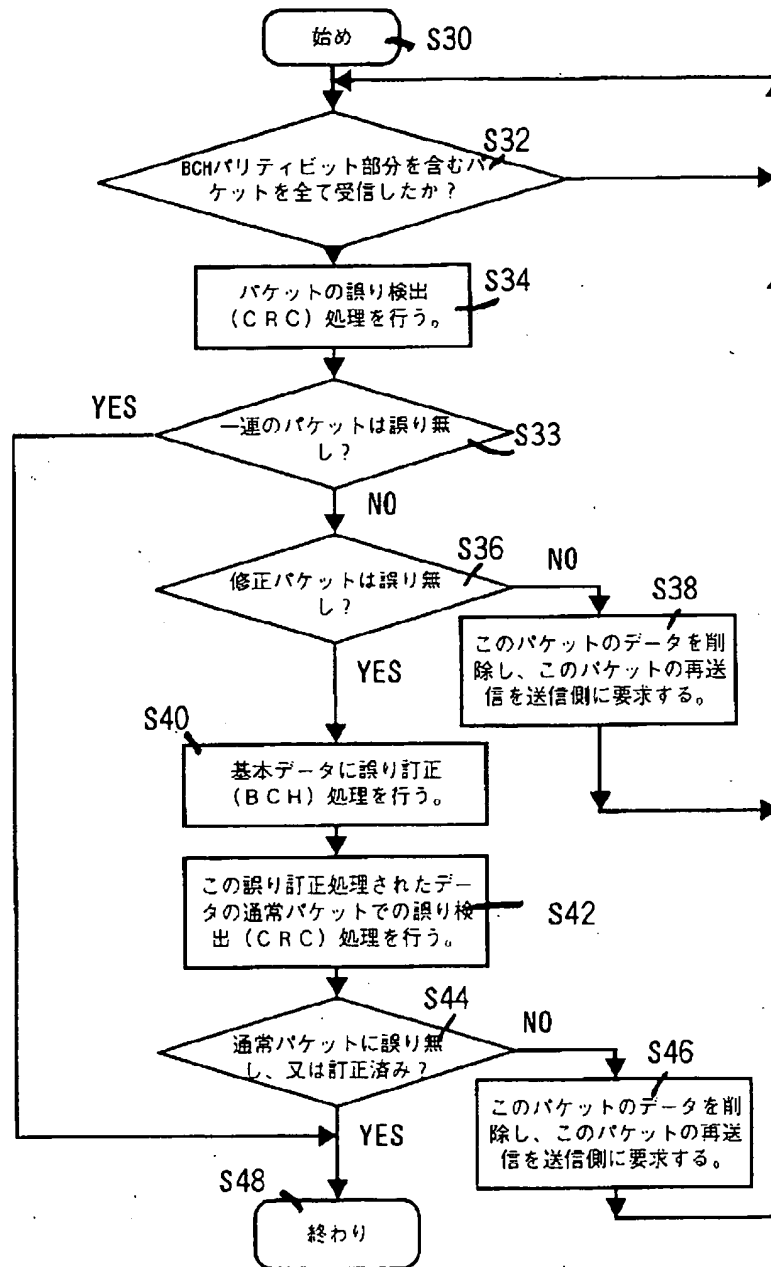 始め
S30
S32
BCHパリティビット部分を含むパ
ケットを全て受信したか？
S34
パケットの誤り検出
（CRC）処理を行う。
YES
一連のパケットは誤り無
し？
S33
NO
S36
NO
修正パケットは誤り無
し？
S38
このパケットのデータを削
除し、このパケットの再送
信を送信側に要求する。
YES
S40
基本データに誤り訂正
（BCH）処理を行う。
この誤り訂正処理されたデー
タの通常パケットでの誤り検
出（CRC）処理を行う。
S42
S44
NO
通常パケットに誤り無
し、又は訂正済み？
S46
このパケットのデータを削
除し、このパケットの再送
信を送信側に要求する。
YES
S48
終わり